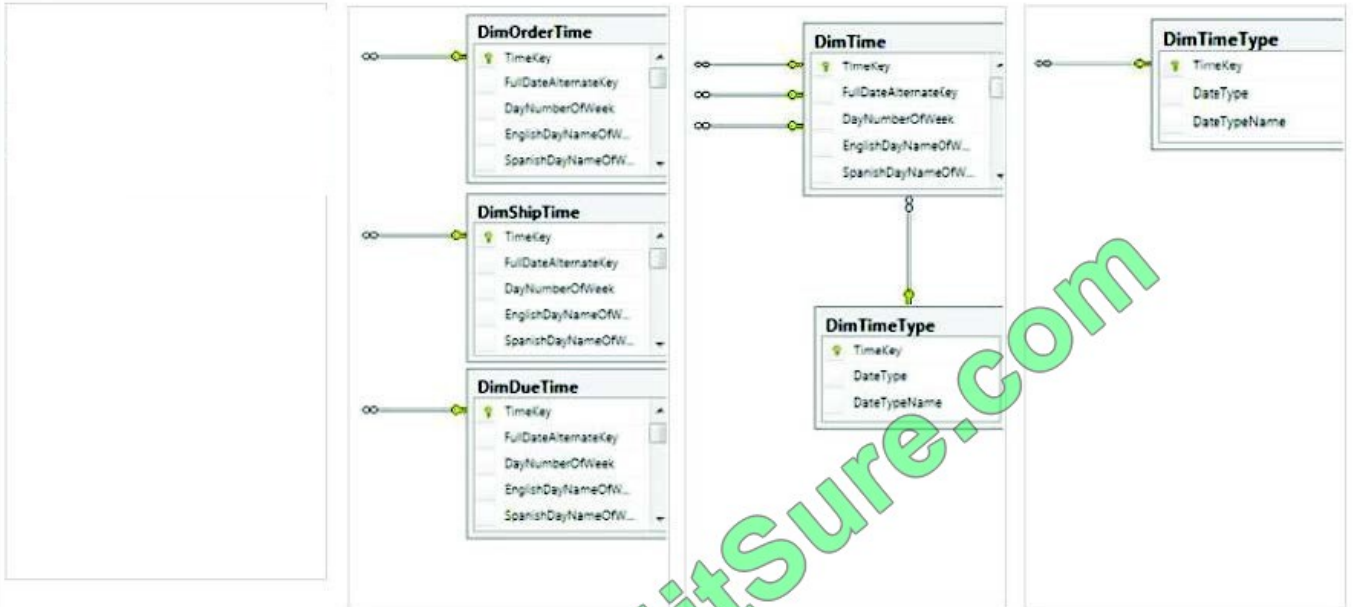 DimOrderTime
TimeKey
FullDateAlternateKey
DayNumberOfWeek
EnglishDayNameOfW...
SpanishDayNameOfW...
DimShipTime
TimeKey
FullDateAlternateKey
DayNumberOfWeek
EnglishDayNameOfW...
SpanishDayNameOfW...
DimDueTime
TimeKey
FullDateAlternateKey
DayNumberOfWeek
EnglishDayNameOfW...
SpanishDayNameOfW...
DimTime
TimeKey
FullDateAlternateKey
DayNumberOfWeek
EnglishDayNameOfW...
SpanishDayNameOfW...
DimTimeType
TimeKey
DateType
DateTypeName
DimTimeType
TimeKey
DateType
DateTypeName
itSure.com